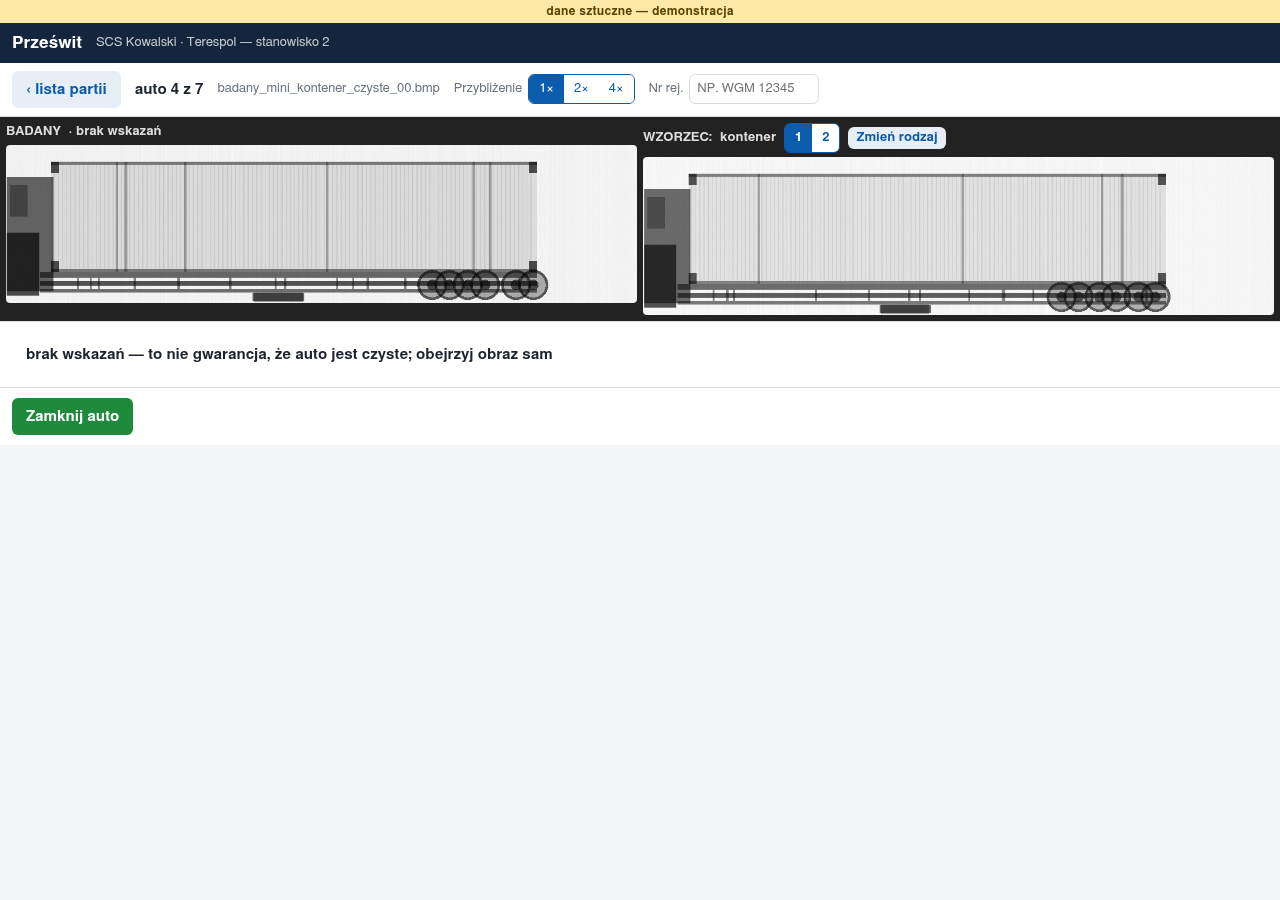 dane sztuczne — demonstracja
Prześwit SCS Kowalski · Terespol — stanowisko 2
‹ lista partii auto 4 z 7 badany_mini_kontener_czyste_00.bmp Przybliżenie 1× 2× 4× Nr rej. NP. WGM 12345
BADANY · brak wskazań
WZORZEC: kontener 1 2 Zmień rodzaj
brak wskazań — to nie gwarancja, że auto jest czyste; obejrzyj obraz sam
Zamknij auto